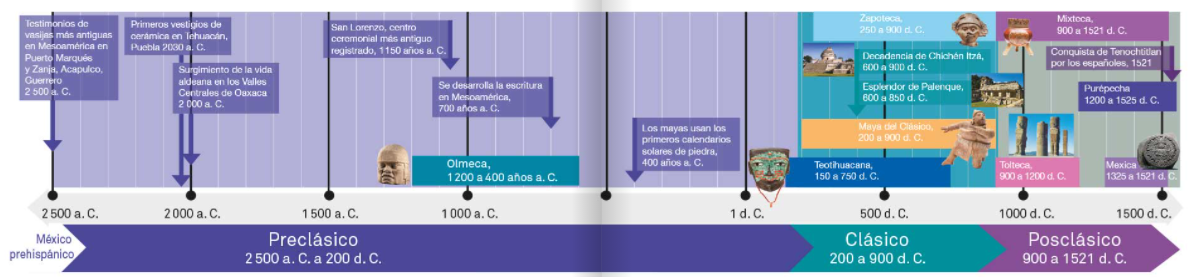 Testimonios de
vasijas más antiguas
en Mesoamérica en
Puerto Marqués
y Zanja, Acapulco,
Guerrero
2 500 a. C.
Primeros vestigios de
cerámica en Tehuacán,
Puebla 2030 a. C.
Surgimiento de la vida
aldeana en los Valles
Centrales de Oaxaca
2 000 a. C.
San Lorenzo, centro
ceremonial más antiguo
registrado, 1150 años a. C.
Se desarrolla la escritura
en Mesoamérica,
700 años a. C.
Olmeca,
1 200 a 400 años a. C.
Los mayas usan los
primeros calendarios
solares de piedra,
400 años a. C.
Zapoteca,
250 a 900 d. C.
Decadencia de Chichén Itzá,
600 a 900 d. C.
Esplendor de Palenque,
600 a 850 d. C.
Maya del Clásico,
200 a 900 d. C.
Teotihuacana,
150 a 750 d. C.
Mixteca,
900 a 1521 d. C.
Conquista de Tenochtitlan
por los españoles, 1521
Purépecha
1200 a 1525 d. C.
Tolteca,
900 a 1200 d. C.
Mexica
1325 a 1521 d. C.
2 500 a. C.
2 000 a. C.
1 500 a. C.
1 000 a. C.
1 d. C.
500 d. C.
1000 d. C.
1500 d. C.
México
prehispánico
Preclásico
2 500 a. C. a 200 d. C.
Clásico
200 a 900 d. C.
Posclásico
900 a 1521 d. C.